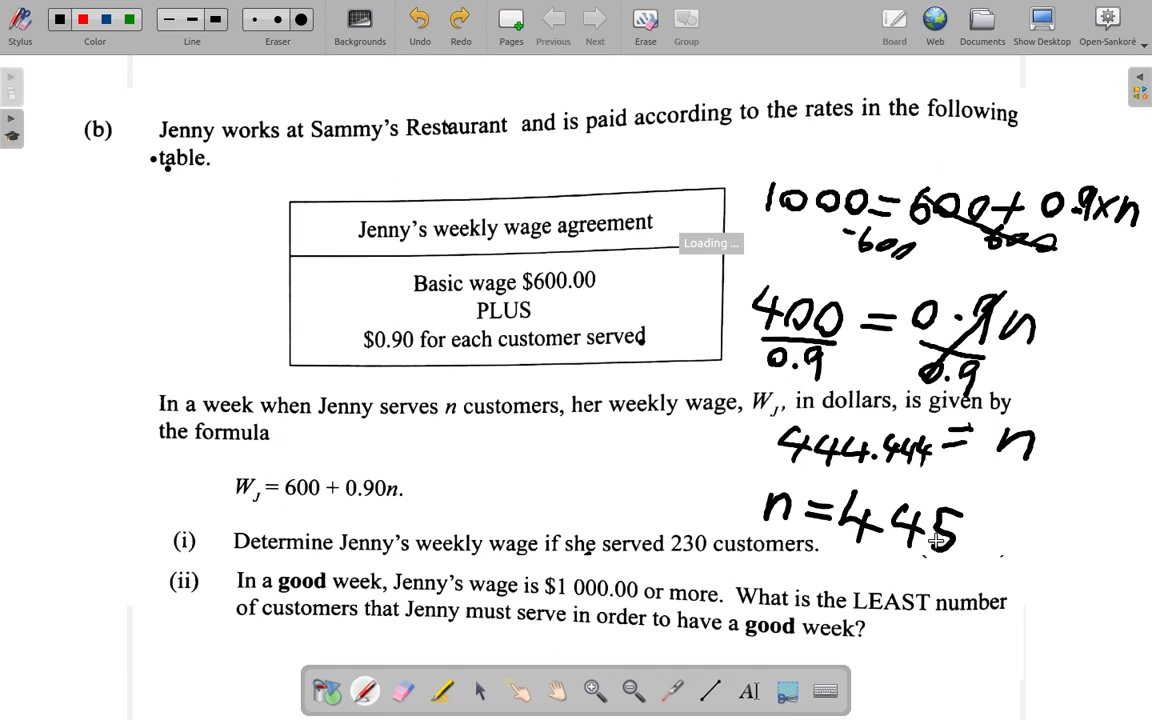 Stylus Color Line Eraser Backgrounds Undo Redo Pages Previous Next Erase Group Board Web Documents Show Desktop Open-Sankoré
(b) Jenny works at Sammy's Restaurant and is paid according to the rates in the following
table.
Jenny's weekly wage agreement
Loading ...
Basic wage $600.00
PLUS
$0.90 for each customer served
1000 = 600 + 0.9 x n
-600 -600
400 = 0.9n
0.9 0.9
In a week when Jenny serves n customers, her weekly wage, W_J, in dollars, is given by
the formula
444.444 = n
W_J = 600 + 0.90n.
n = 445
(i) Determine Jenny's weekly wage if she served 230 customers.
(ii) In a good week, Jenny's wage is $1 000.00 or more. What is the LEAST number
of customers that Jenny must serve in order to have a good week?